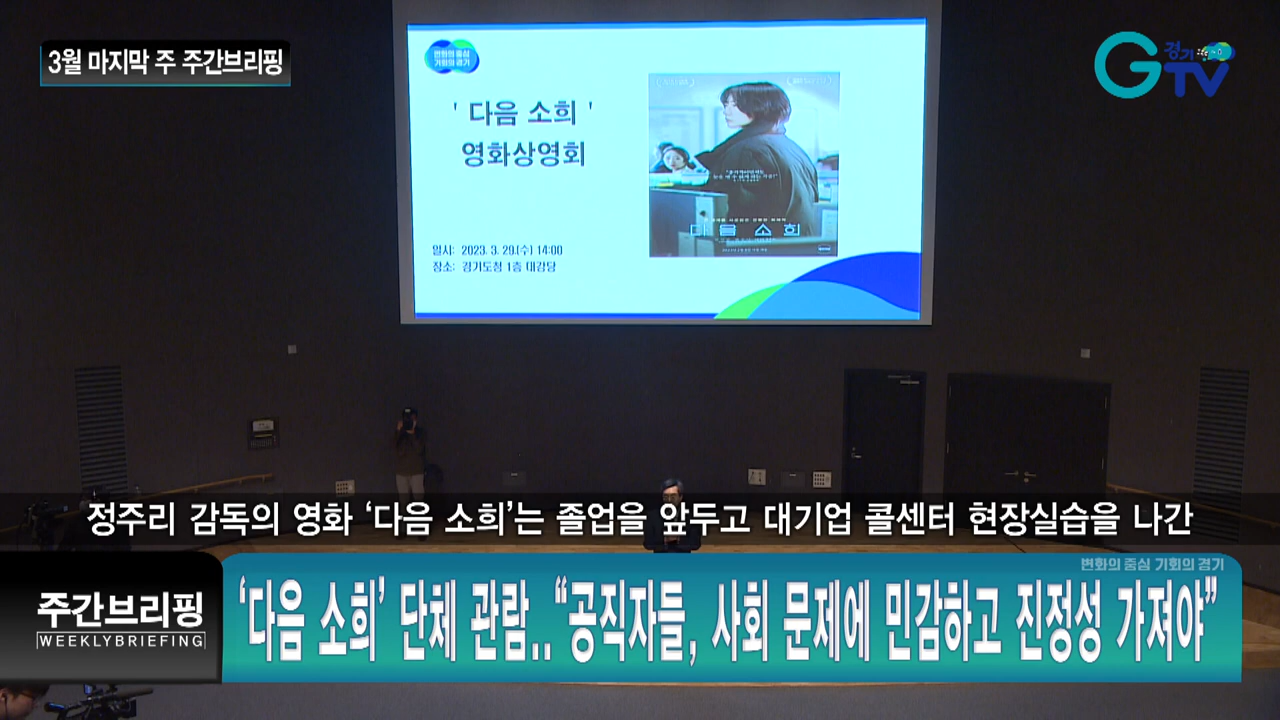 3월 마지막 주 주간브리핑
경기
GTV
변화의 중심
기회의 경기
' 다음 소희 '
영화상영회
다음 소희
일시: 2023. 3. 29.(수) 14:00
장소: 경기도청 1층 대강당
정주리 감독의 영화 ‘다음 소희’는 졸업을 앞두고 대기업 콜센터 현장실습을 나간
변화의 중심 기회의 경기
주간브리핑
WEEKLYBRIEFING
‘다음 소희’ 단체 관람.. “공직자들, 사회 문제에 민감하고 진정성 가져야”